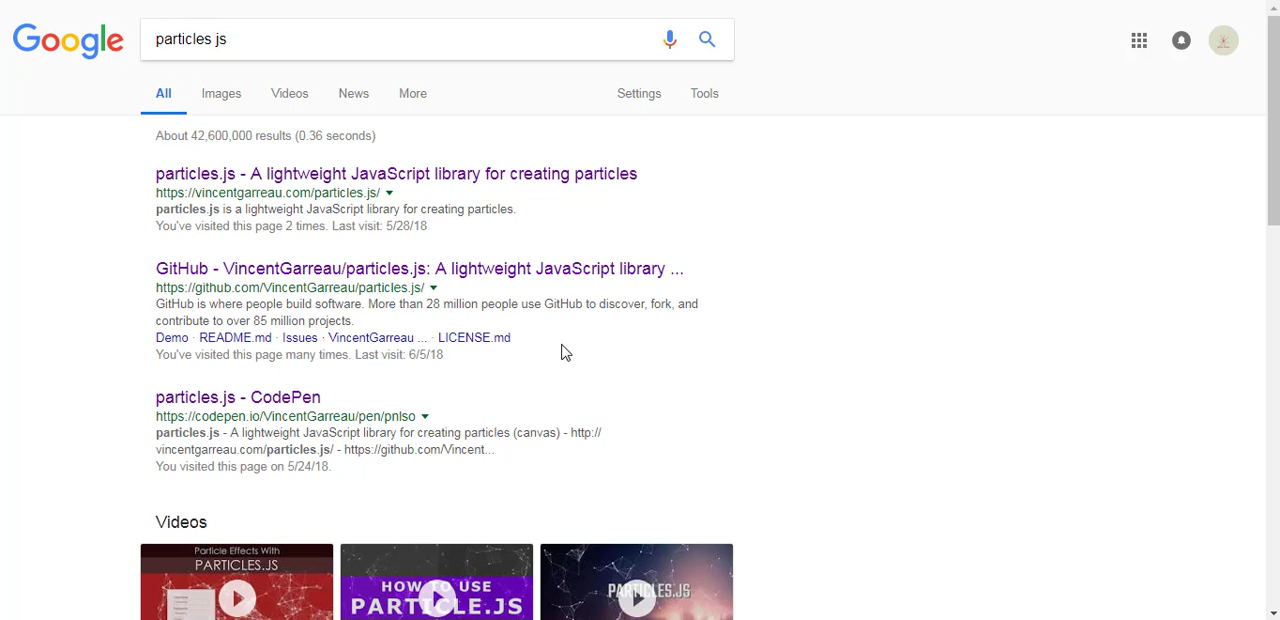 Google
particles js
All Images Videos News More Settings Tools
About 42,600,000 results (0.36 seconds)
particles.js - A lightweight JavaScript library for creating particles
https://vincentgarreau.com/particles.js/
particles.js is a lightweight JavaScript library for creating particles.
You've visited this page 2 times. Last visit: 5/28/18
GitHub - VincentGarreau/particles.js: A lightweight JavaScript library ...
https://github.com/VincentGarreau/particles.js/
GitHub is where people build software. More than 28 million people use GitHub to discover, fork, and
contribute to over 85 million projects.
Demo · README.md · Issues · VincentGarreau ... · LICENSE.md
You've visited this page many times. Last visit: 6/5/18
particles.js - CodePen
https://codepen.io/VincentGarreau/pen/pnlso
particles.js - A lightweight JavaScript library for creating particles (canvas) - http://
vincentgarreau.com/particles.js/ - https://github.com/Vincent...
You visited this page on 5/24/18.
Videos
Particle Effects With
PARTICLES.JS
HOW TO USE
PARTICLE.JS
PARTICLES.JS